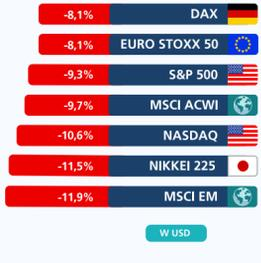 -8,1% DAX
-8,1% EURO STOXX 50
-9,3% S&P 500
-9,7% MSCI ACWI
-10,6% NASDAQ
-11,5% NIKKEI 225
-11,9% MSCI EM
W USD